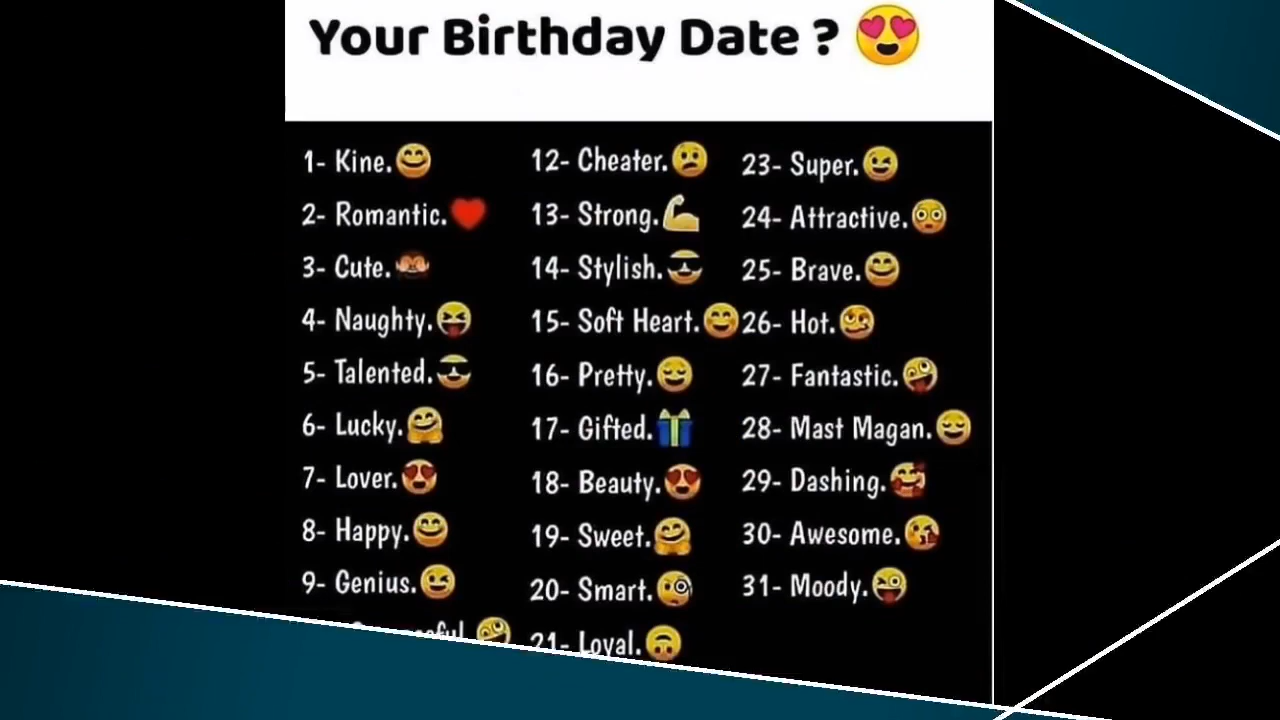 Your Birthday Date ? 😍
1- Kine.😊
2- Romantic.❤️
3- Cute.🙈
4- Naughty.😝
5- Talented.😎
6- Lucky.🤗
7- Lover.😍
8- Happy.😊
9- Genius.😉
12- Cheater.😟
13- Strong.💪
14- Stylish.😎
15- Soft Heart.😊
16- Pretty.😌
17- Gifted.🎁
18- Beauty.😍
19- Sweet.🤗
20- Smart.🧐
21- Loyal.🙃
23- Super.😉
24- Attractive.😳
25- Brave.😊
26- Hot.🥴
27- Fantastic.🤪
28- Mast Magan.😌
29- Dashing.🥰
30- Awesome.😘
31- Moody.😜